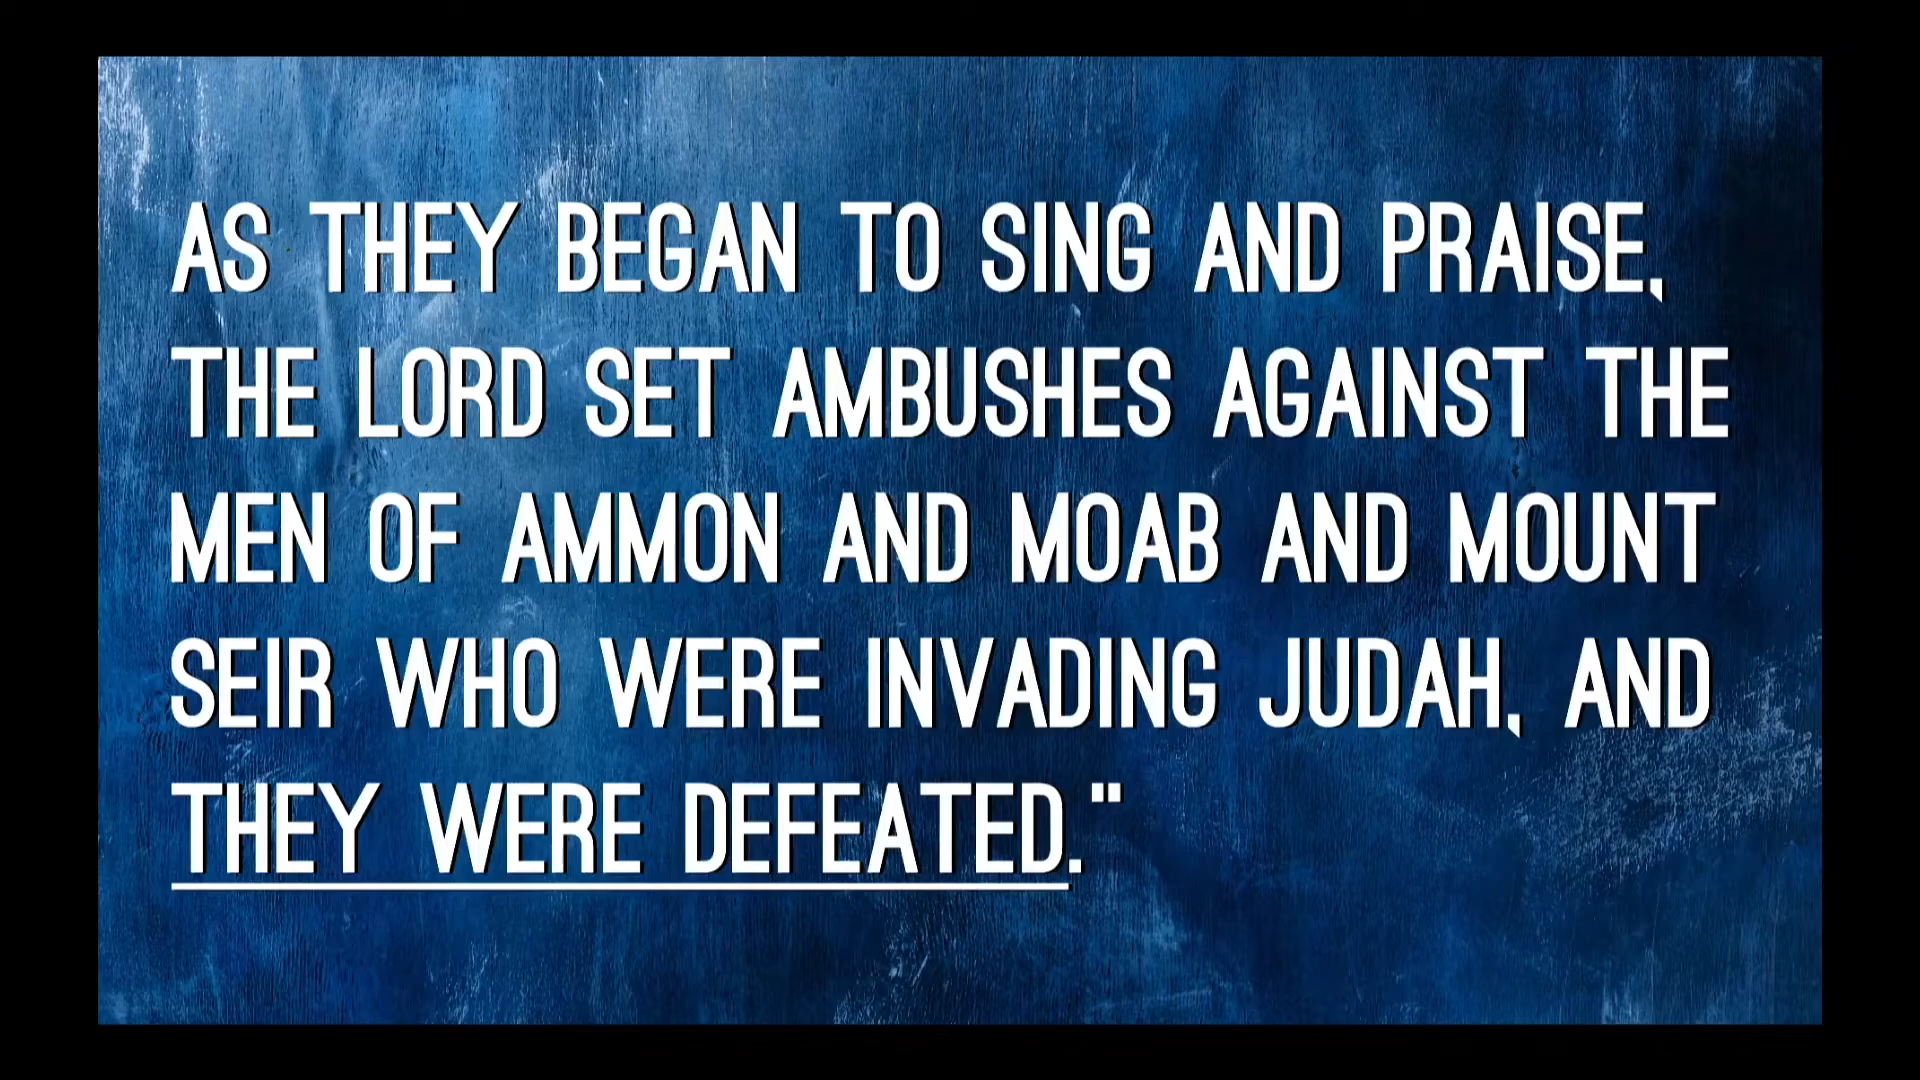 AS THEY BEGAN TO SING AND PRAISE,
THE LORD SET AMBUSHES AGAINST THE
MEN OF AMMON AND MOAB AND MOUNT
SEIR WHO WERE INVADING JUDAH, AND
THEY WERE DEFEATED."